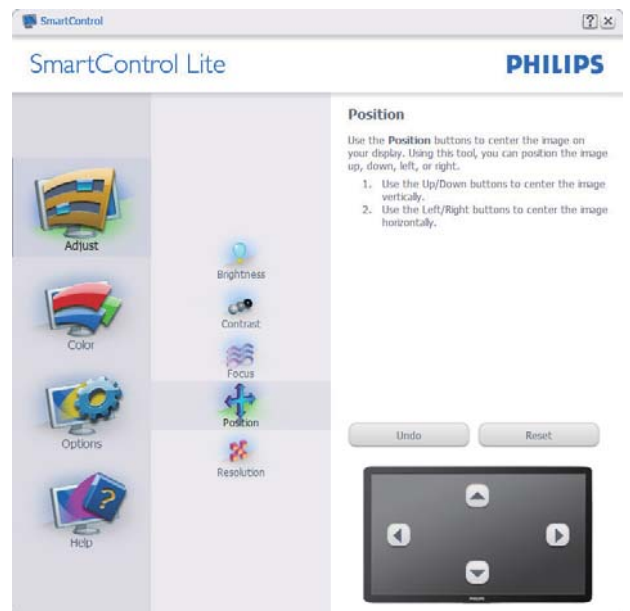 SmartControl
SmartControl Lite
PHILIPS
Adjust
Color
Options
Help
Brightness
Contrast
Focus
Position
Resolution
Position
Use the Position buttons to center the image on
your display. Using this tool, you can position the image
up, down, left, or right.
1. Use the Up/Down buttons to center the image
vertically.
2. Use the Left/Right buttons to center the image
horizontally.
Undo
Reset
PHILIPS